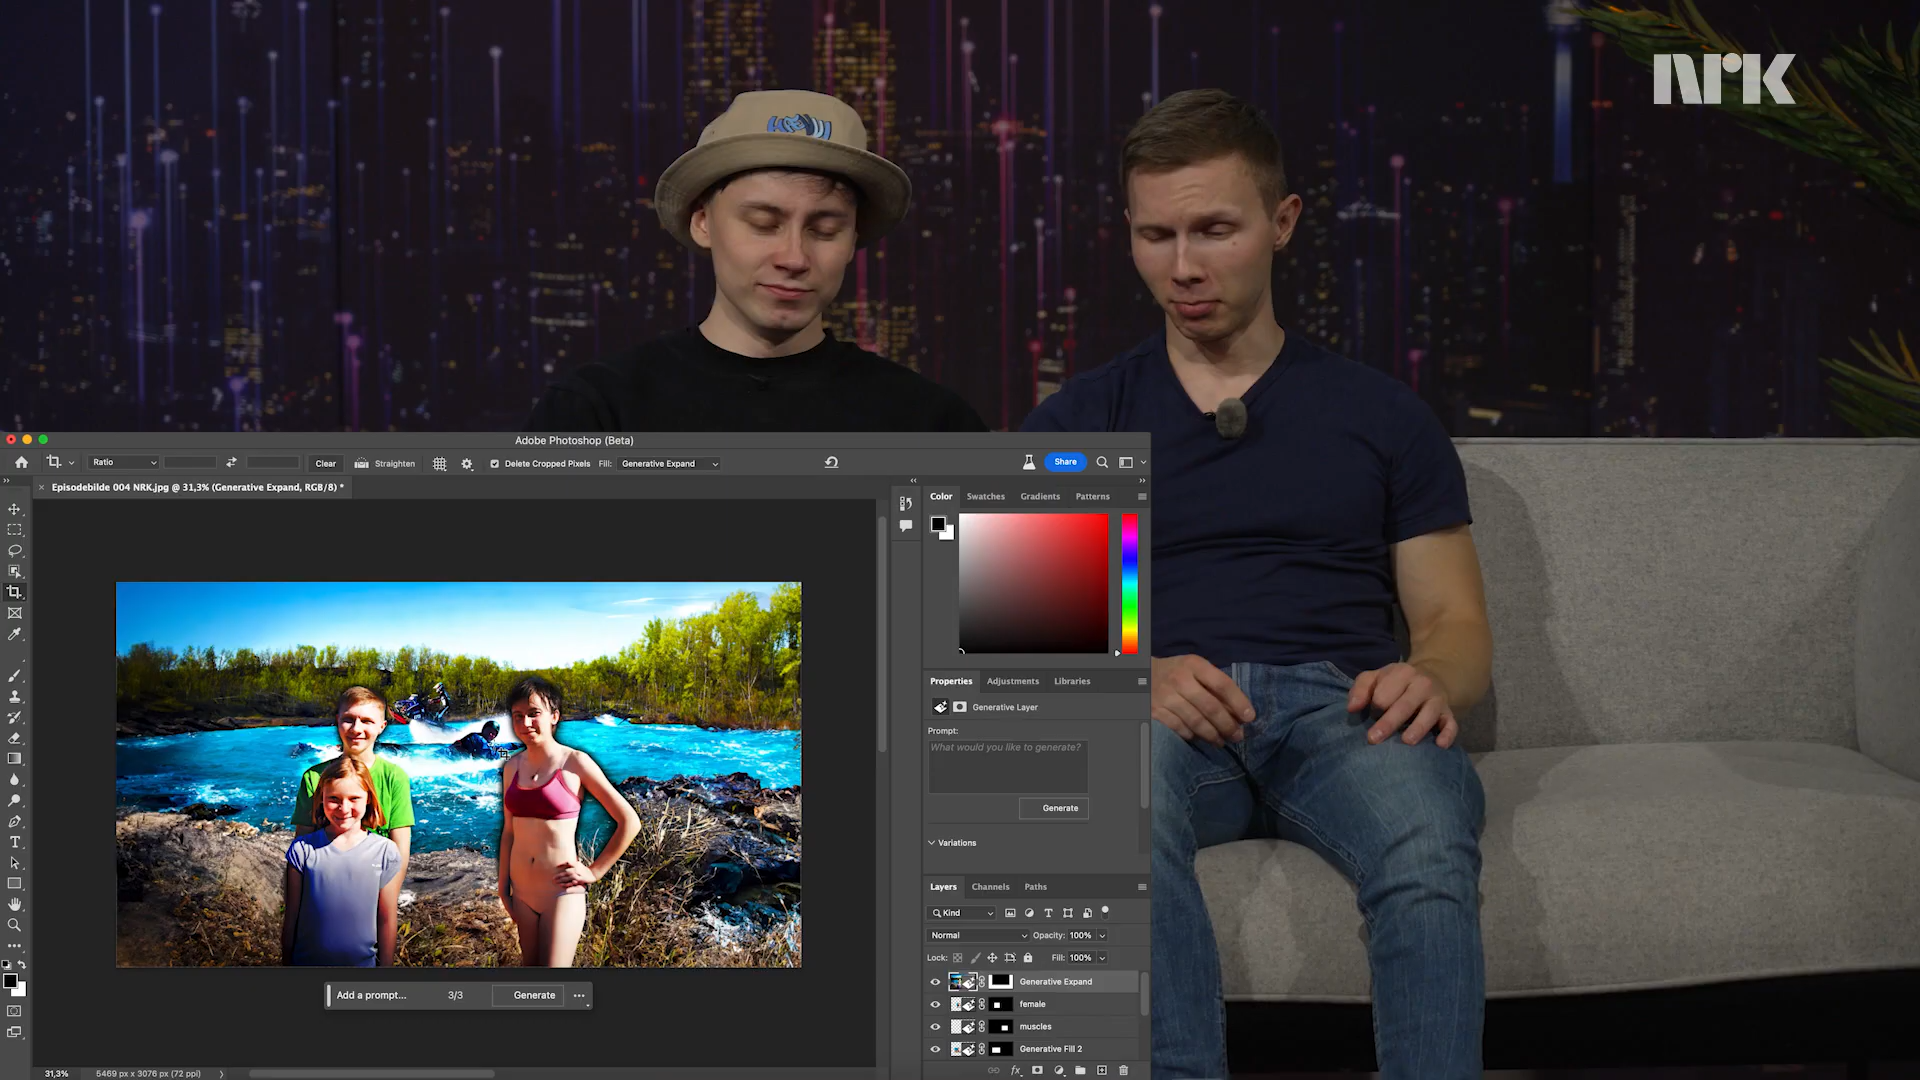 nrk
Adobe Photoshop (Beta)
Ratio
Clear
Straighten
Delete Cropped Pixels
Fill:
Generative Expand
Share
Episodebilde 004 NRK.jpg @ 31,3% (Generative Expand, RGB/8) *
Color
Swatches
Gradients
Patterns
Properties
Adjustments
Libraries
Generative Layer
Prompt:
What would you like to generate?
Generate
Variations
Layers
Channels
Paths
Kind
Normal
Opacity: 100%
Lock:
Fill: 100%
Generative Expand
female
muscles
Generative Fill 2
fx
Add a prompt...
3/3
Generate
31,3%
5469 px x 3076 px (72 ppi)